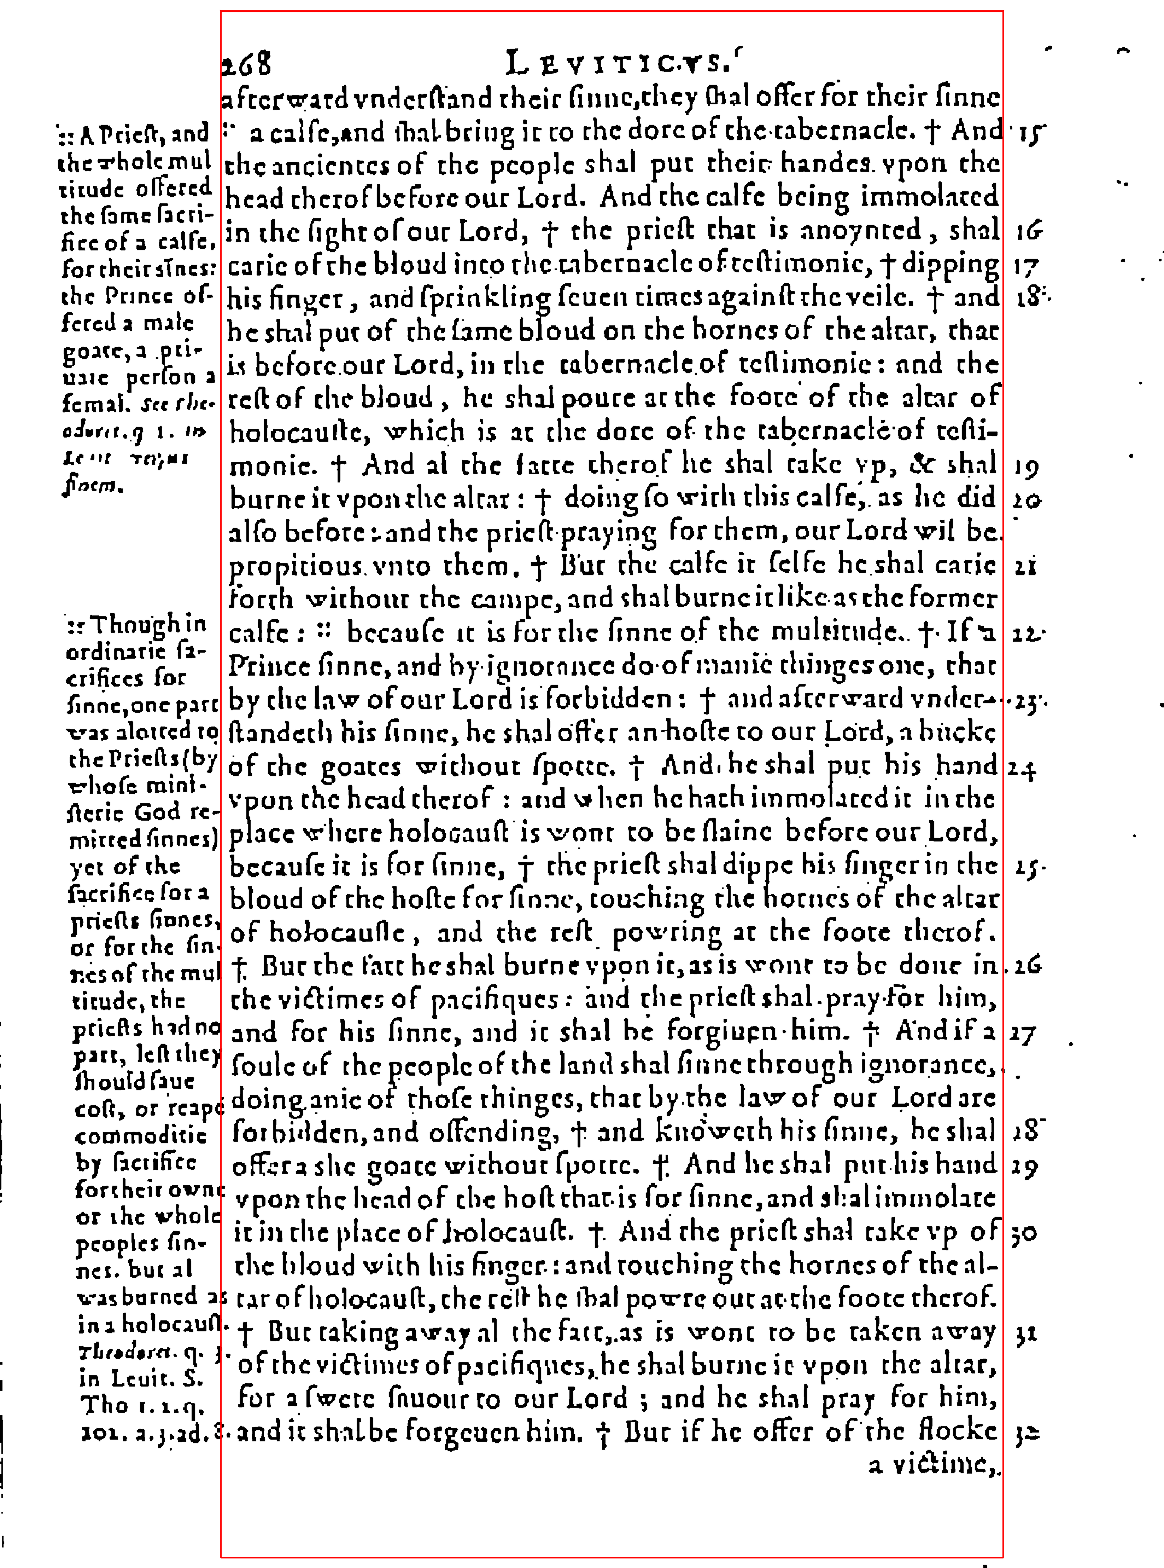 268 LEVITICVS.
afterward vnderſtand their ſinne, they ſhal offer for their ſinne
:: a calfe, and ſhal bring it to the dore of the tabernacle. † And 15
the ancientes of the people shal put their handes vpon the
head therof before our Lord. And the calfe being immolated
in the ſight of our Lord, † the prieſt that is anoynted, shal 16
carie of the bloud into the tabernacle of teſtimonie, † dipping 17
his finger, and ſprinkling ſeuen times againſt the veile. † and 18
he shal put of the ſame bloud on the hornes of the altar, that
is before our Lord, in the tabernacle of teſtimonie: and the
reſt of the bloud, he shal poure at the foote of the altar of
holocauſte, which is at the dore of the tabernacle of teſti-
monie. † And al the fatte therof he shal take vp, & shal 19
burne it vpon the altar: † doing ſo with this calfe, as he did 20
alſo before: and the prieſt praying for them, our Lord wil be
propitious vnto them. † But the calfe it ſelfe he shal carie 21
forth without the campe, and shal burne it like as the former
calfe: :: becauſe it is for the ſinne of the multitude. † If a 22
Prince ſinne, and by ignorance do of manie thinges one, that
by the law of our Lord is forbidden: † and afterward vnder- 23
ſtandeth his ſinne, he shal offer an hoſte to our Lord, a bucke
of the goates without ſpotte. † And he shal put his hand 24
vpon the head therof: and when he hath immolated it in the
place where holocauſt is wont to be ſlaine before our Lord,
becauſe it is for ſinne, † the prieſt shal dippe his finger in the 25
bloud of the hoſte for ſinne, touching the hornes of the altar
of holocauſte, and the reſt powring at the foote therof.
† But the fatt he shal burne vpon it, as is wont to be done in 26
the victimes of pacifiques: and the prieſt shal pray for him,
and for his ſinne, and it shal be forgiuen him. † And if a 27
ſoule of the people of the land shal ſinne through ignorance,
doing anie of thoſe thinges, that by the law of our Lord are
forbidden, and offending, † and knoweth his ſinne, he shal 28
offer a she goate without ſpotte. † And he shal put his hand 29
vpon the head of the hoſt that is for ſinne, and shal immolate
it in the place of holocauſt. † And the prieſt shal take vp of 30
the bloud with his finger: and touching the hornes of the al-
tar of holocauſt, the reſt he ſhal powre out at the foote therof.
† But taking away al the fatt, as is wont to be taken away 31
of the victimes of pacifiques, he shal burne it vpon the altar,
for a ſwete ſauour to our Lord; and he shal pray for him,
and it shal be forgeuen him. † But if he offer of the flocke 32
a victime,
:: A Prieſt, and
the whole mul
titude offered
the ſame ſacri-
fice of a calfe,
for their sīnes:
the Prince of-
fered a male
goate, a pri-
uate perſon a
femal. See The-
odoret. q 1. in
Leuit
finem.
:: Though in
ordinarie ſa-
crifices for
ſinne, one part
was alotted to
the Prieſts (by
whoſe mini-
ſterie God re-
mitted ſinnes)
yet of the
ſacrifice for a
prieſts ſinnes,
or for the ſin-
nes of the mul
titude, the
prieſts had no
part, leſt they
ſhould ſaue
coſt, or reape
commoditie
by ſacrifice
for their owne
or the whole
peoples ſin-
nes. but al
was burned as
in a holocauſt.
Theodoret. q. 3.
in Leuit. S.
Tho 1. 2. q.
102. a. 3. ad. 8.